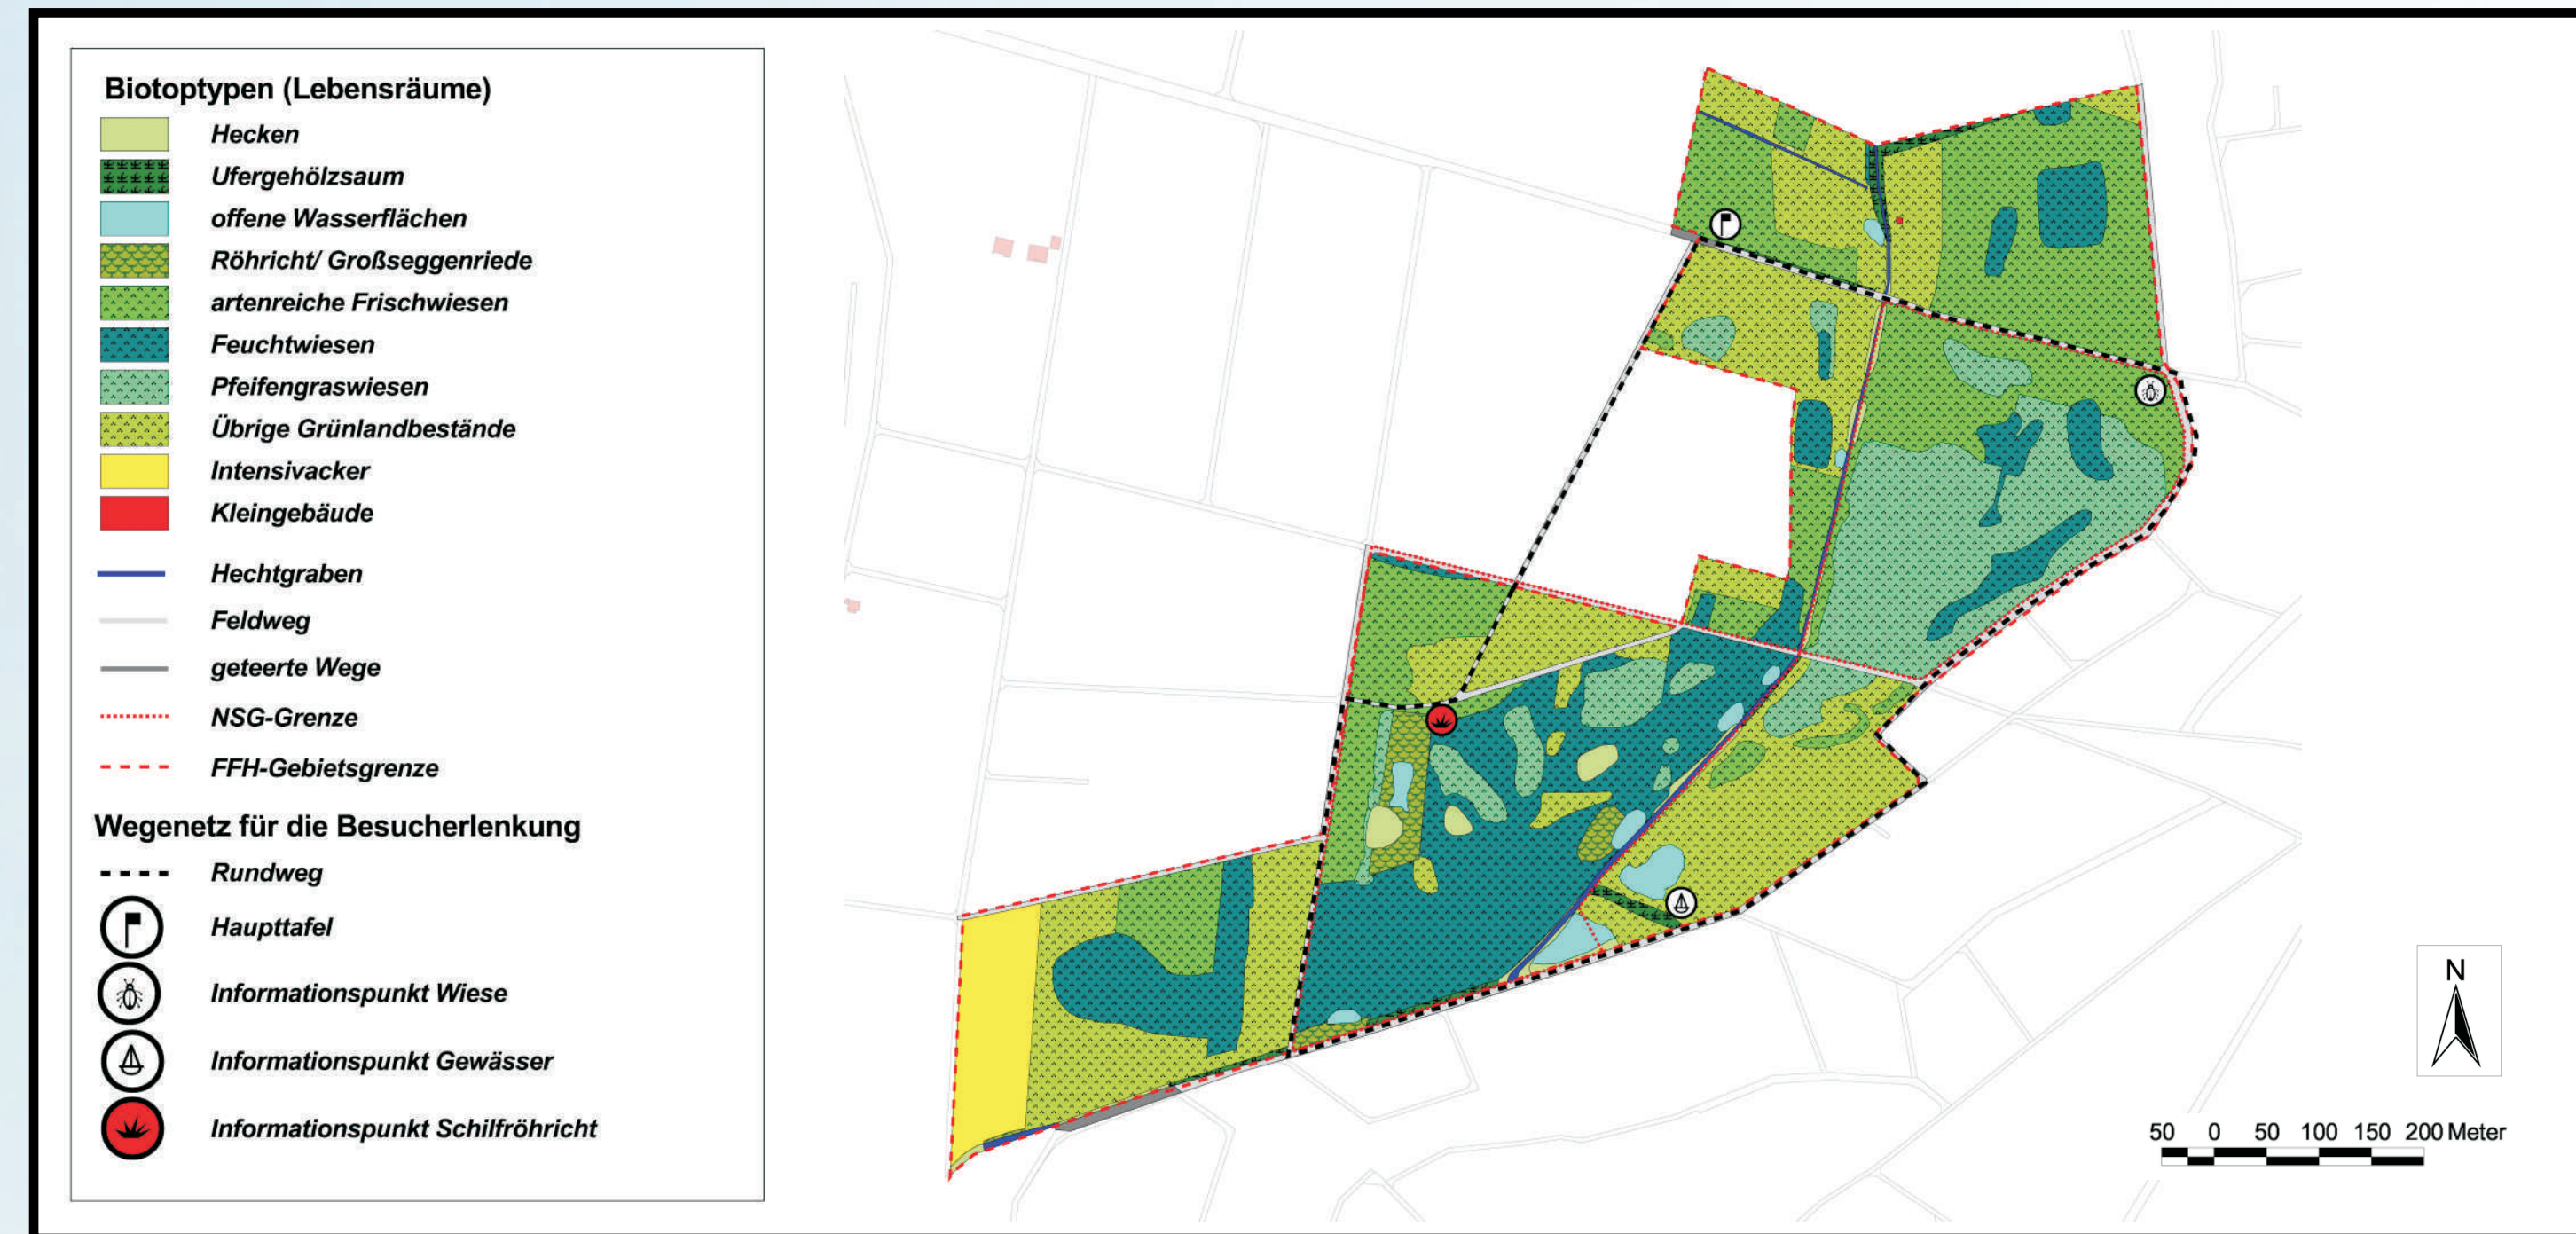 Biotoptypen (Lebensräume)
Hecken
Ufergehölzsaum
offene Wasserflächen
Röhricht/ Großseggenriede
artenreiche Frischwiesen
Feuchtwiesen
Pfeifengraswiesen
Übrige Grünlandbestände
Intensivacker
Kleingebäude
Hechtgraben
Feldweg
geteerte Wege
NSG-Grenze
FFH-Gebietsgrenze
Wegenetz für die Besucherlenkung
Rundweg
Haupttafel
Informationspunkt Wiese
Informationspunkt Gewässer
Informationspunkt Schilfröhricht
N
50 0 50 100 150 200 Meter